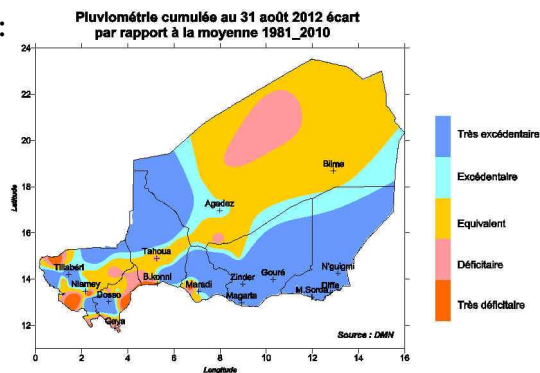 :
Pluviométrie cumulée au 31 août 2012 écart
par rapport à la moyenne 1981_2010
24
22
20
18
16
14
12
Latitude
0 2 4 6 8 10 12 14 16
Longitude
Bilma
Agadez
Tahoua
Tillabéri
B.konni
Niamey
Dosso
Gaya
Maradi
Zinder
Gouré
Magaria
N'guigmi
Diffa
M.Soroa
Source : DMN
Très excédentaire
Excédentaire
Equivalent
Déficitaire
Très déficitaire